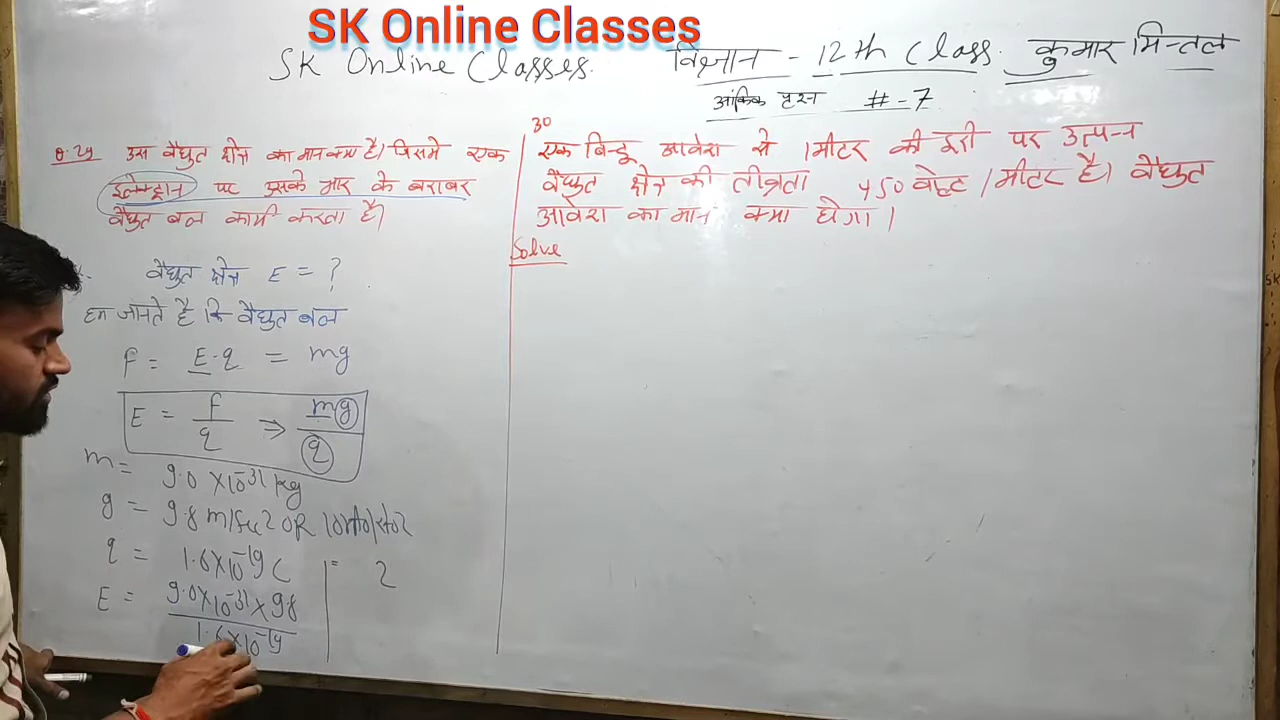 SK Online Classes
SK Online Classes. विज्ञान - 12th Class. कुमार मित्तल
आंकिक प्रश्न #-7
उस वैद्युत क्षेत्र का मान क्या है। जिसमे एक
इलेक्ट्रान पर उसके भार के बराबर
वैद्युत बल कार्य करता है।
वैद्युत क्षेत्र E = ?
हम जानते है कि वैद्युत बल
F = E·q = mg
E = F/q ⇒ mg/q
m = 9.0 ×10⁻³¹ kg
g = 9.8 m/sec2 OR
q = 1.6×10⁻¹⁹ C
E = 9.0×10⁻³¹×9.8 / 1.6×10⁻¹⁹ = 2
30
एक बिन्दु आवेश से 1 मीटर की दूरी पर उत्पन्न
वैद्युत क्षेत्र की तीव्रता 450 वोल्ट / मीटर है। वैद्युत
आवेश का मान क्या होगा।
Solve